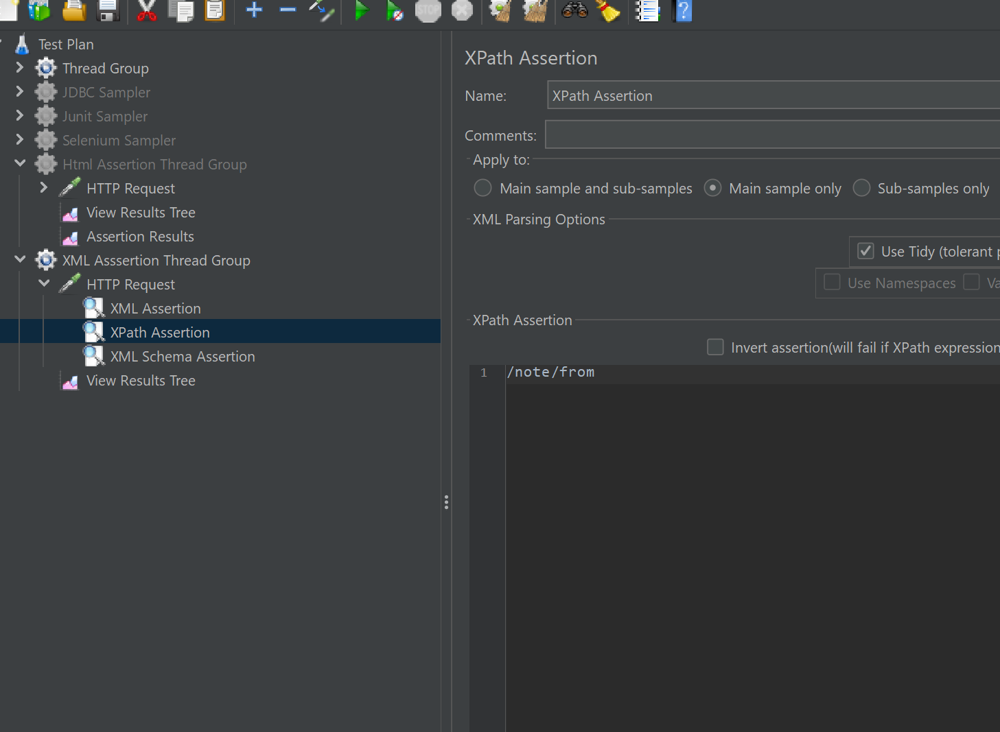 STOP
Test Plan
Thread Group
JDBC Sampler
Junit Sampler
Selenium Sampler
Html Assertion Thread Group
HTTP Request
View Results Tree
Assertion Results
XML Asssertion Thread Group
HTTP Request
XML Assertion
XPath Assertion
XML Schema Assertion
View Results Tree
XPath Assertion
Name: XPath Assertion
Comments:
Apply to:
Main sample and sub-samples Main sample only Sub-samples only
XML Parsing Options
Use Tidy (tolerant p
Use Namespaces Va
XPath Assertion
Invert assertion(will fail if XPath expression
1 /note/from